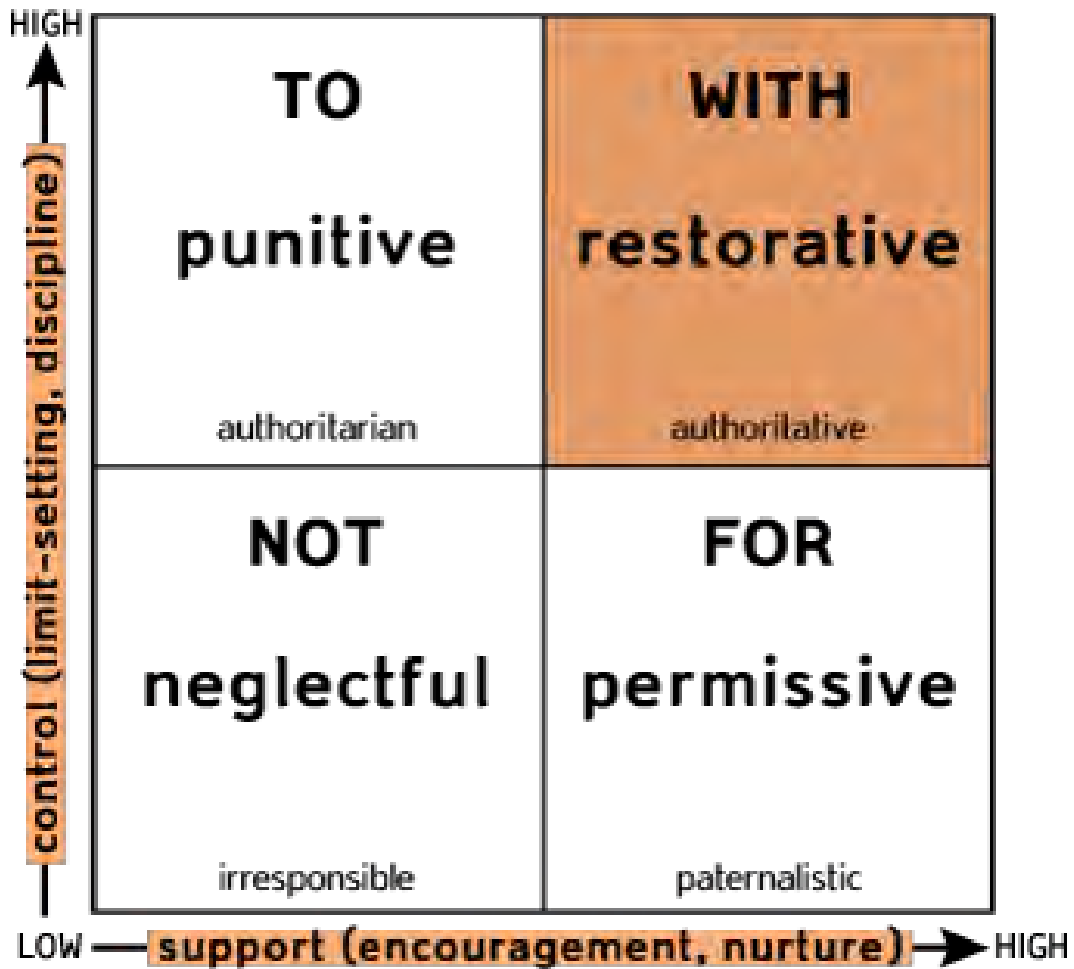 HIGH
TO
WITH
punitive
restorative
authoritarian
authorilative
control (limit-setting, discipline)
NOT
FOR
neglectful
permissive
irresponsible
paternalistic
LOW
support (encouragement, nurture)
HIGH